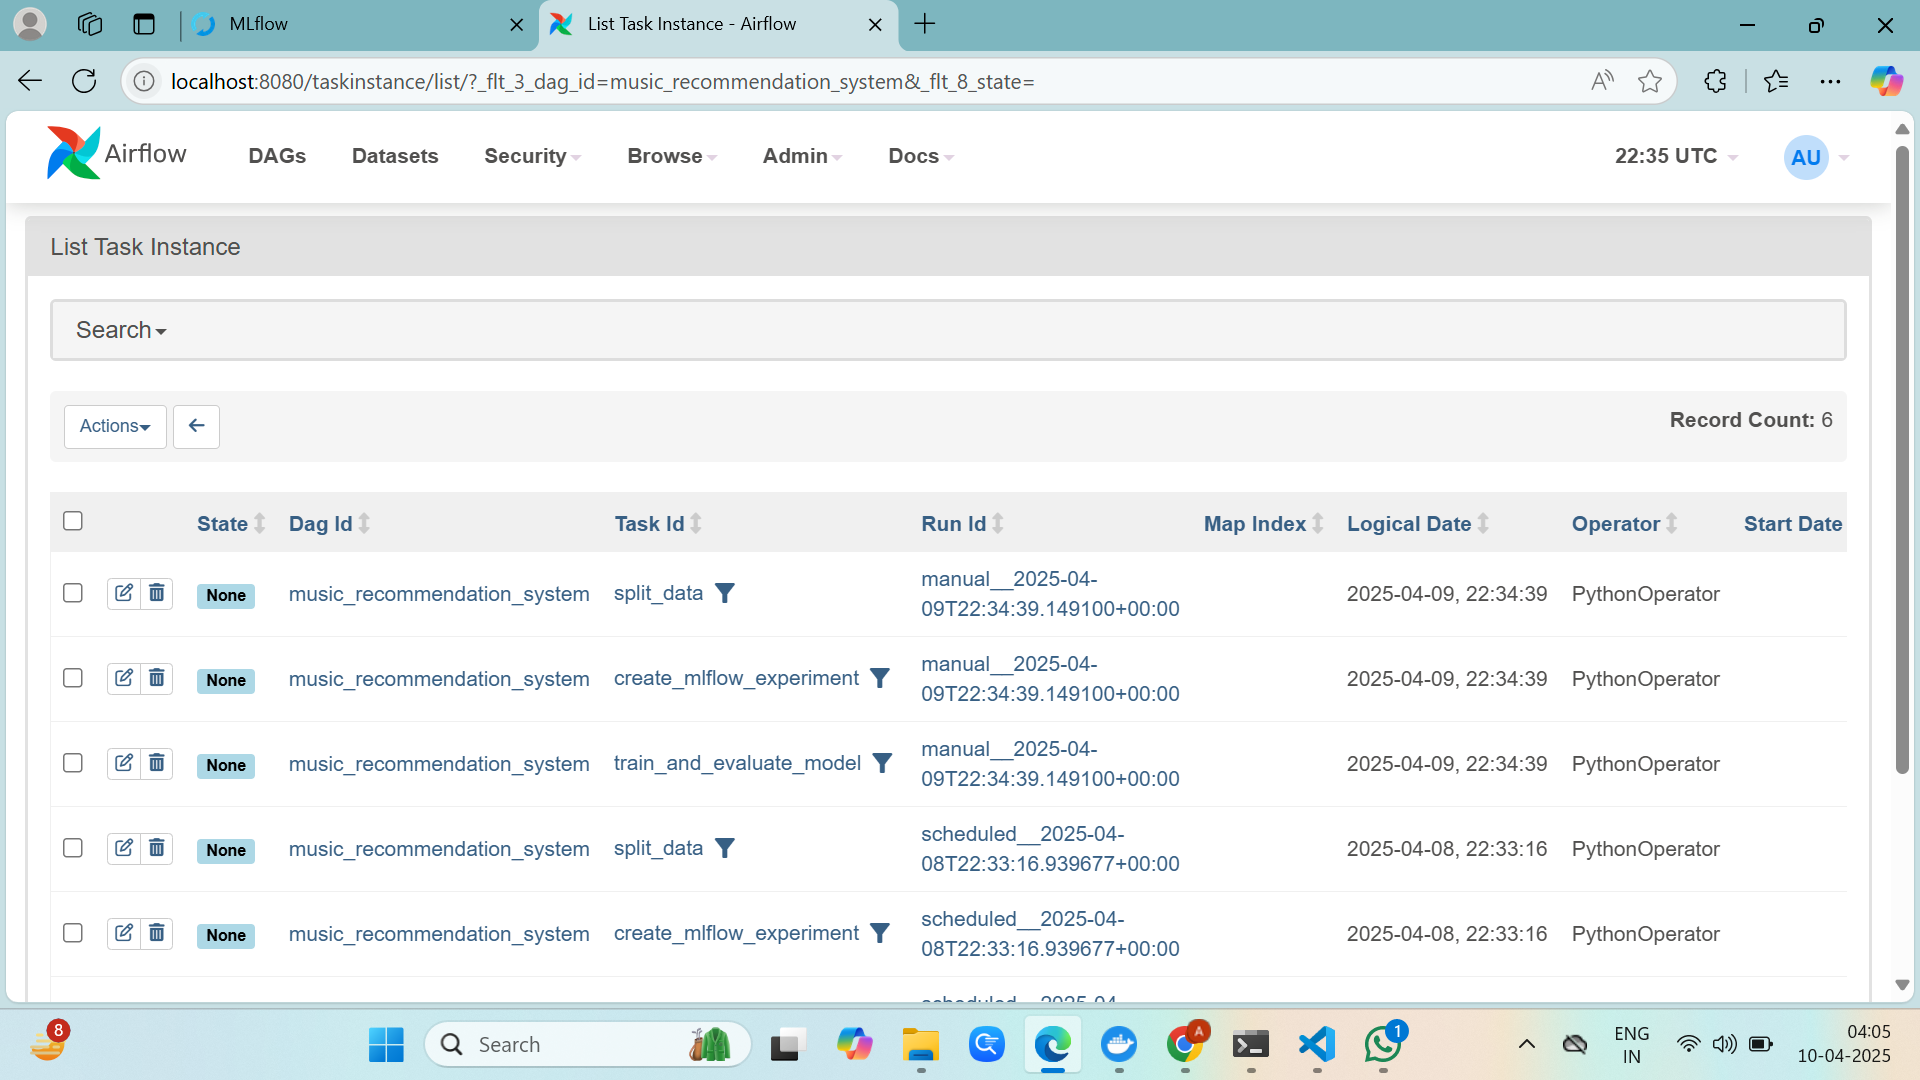 MLflow
List Task Instance - Airflow
localhost:8080/taskinstance/list/?_flt_3_dag_id=music_recommendation_system&_flt_8_state=
Airflow DAGs Datasets Security Browse Admin Docs 22:35 UTC AU
List Task Instance
Search
Actions
Record Count: 6
State Dag Id Task Id Run Id Map Index Logical Date Operator Start Date
None music_recommendation_system split_data manual__2025-04-
09T22:34:39.149100+00:00 2025-04-09, 22:34:39 PythonOperator
None music_recommendation_system create_mlflow_experiment manual__2025-04-
09T22:34:39.149100+00:00 2025-04-09, 22:34:39 PythonOperator
None music_recommendation_system train_and_evaluate_model manual__2025-04-
09T22:34:39.149100+00:00 2025-04-09, 22:34:39 PythonOperator
None music_recommendation_system split_data scheduled__2025-04-
08T22:33:16.939677+00:00 2025-04-08, 22:33:16 PythonOperator
None music_recommendation_system create_mlflow_experiment scheduled__2025-04-
08T22:33:16.939677+00:00 2025-04-08, 22:33:16 PythonOperator
scheduled__2025-04-
8
Search
A
1
ENG
IN
04:05
10-04-2025